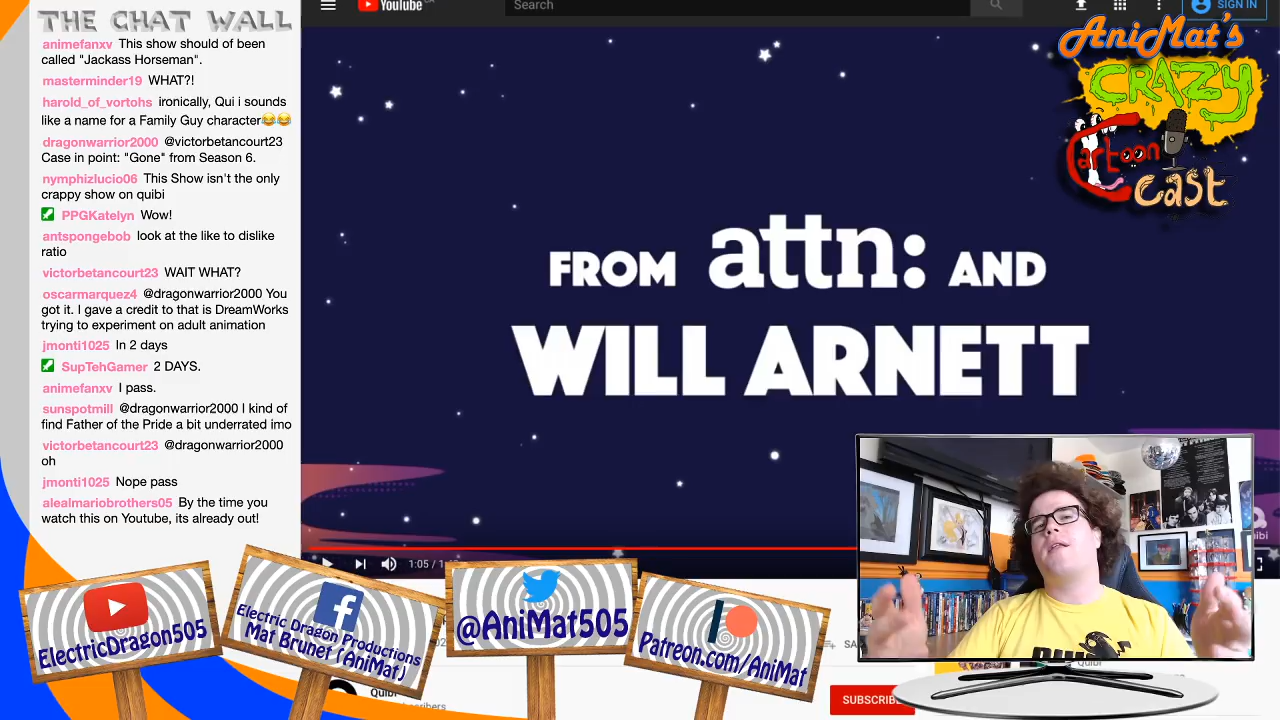 THE CHAT WALL
animefanxv This show should of been
called "Jackass Horseman".
masterminder19 WHAT?!
harold_of_vortohs ironically, Qui i sounds
like a name for a Family Guy character😂😂
dragonwarrior2000 @victorbetancourt23
Case in point: "Gone" from Season 6.
nymphizlucio06 This Show isn't the only
crappy show on quibi
PPGKatelyn Wow!
antspongebob look at the like to dislike
ratio
victorbetancourt23 WAIT WHAT?
oscarmarquez4 @dragonwarrior2000 You
got it. I gave a credit to that is DreamWorks
trying to experiment on adult animation
jmonti1025 In 2 days
SupTehGamer 2 DAYS.
animefanxv I pass.
sunspotmill @dragonwarrior2000 I kind of
find Father of the Pride a bit underrated imo
victorbetancourt23 @dragonwarrior2000
oh
jmonti1025 Nope pass
alealmariobrothers05 By the time you
watch this on Youtube, its already out!
YouTube
Search
SIGN IN
AniMat's
CRAZY
Cartoon
Cast
FROM attn: AND
WILL ARNETT
1:05 /
ElectricDragon505
Electric Dragon Productions
Mat Brunet (AniMat)
@AniMat505
Patreon.com/AniMat
Quibi
SUBSCRIBE
Quibi